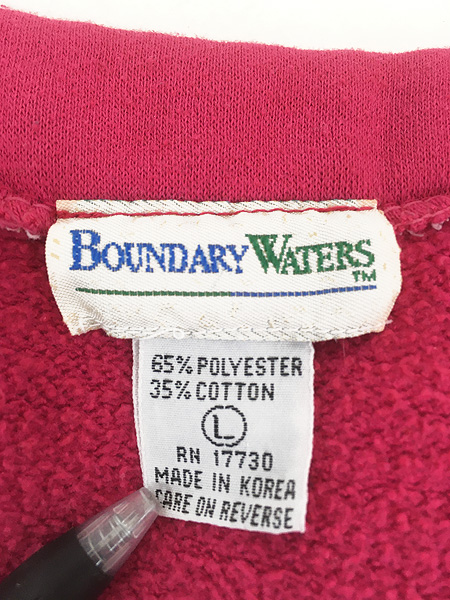 BOUNDARY WATERS
TM
65% POLYESTER
35% COTTON
L
RN 17730
MADE IN KOREA
CARE ON REVERSE